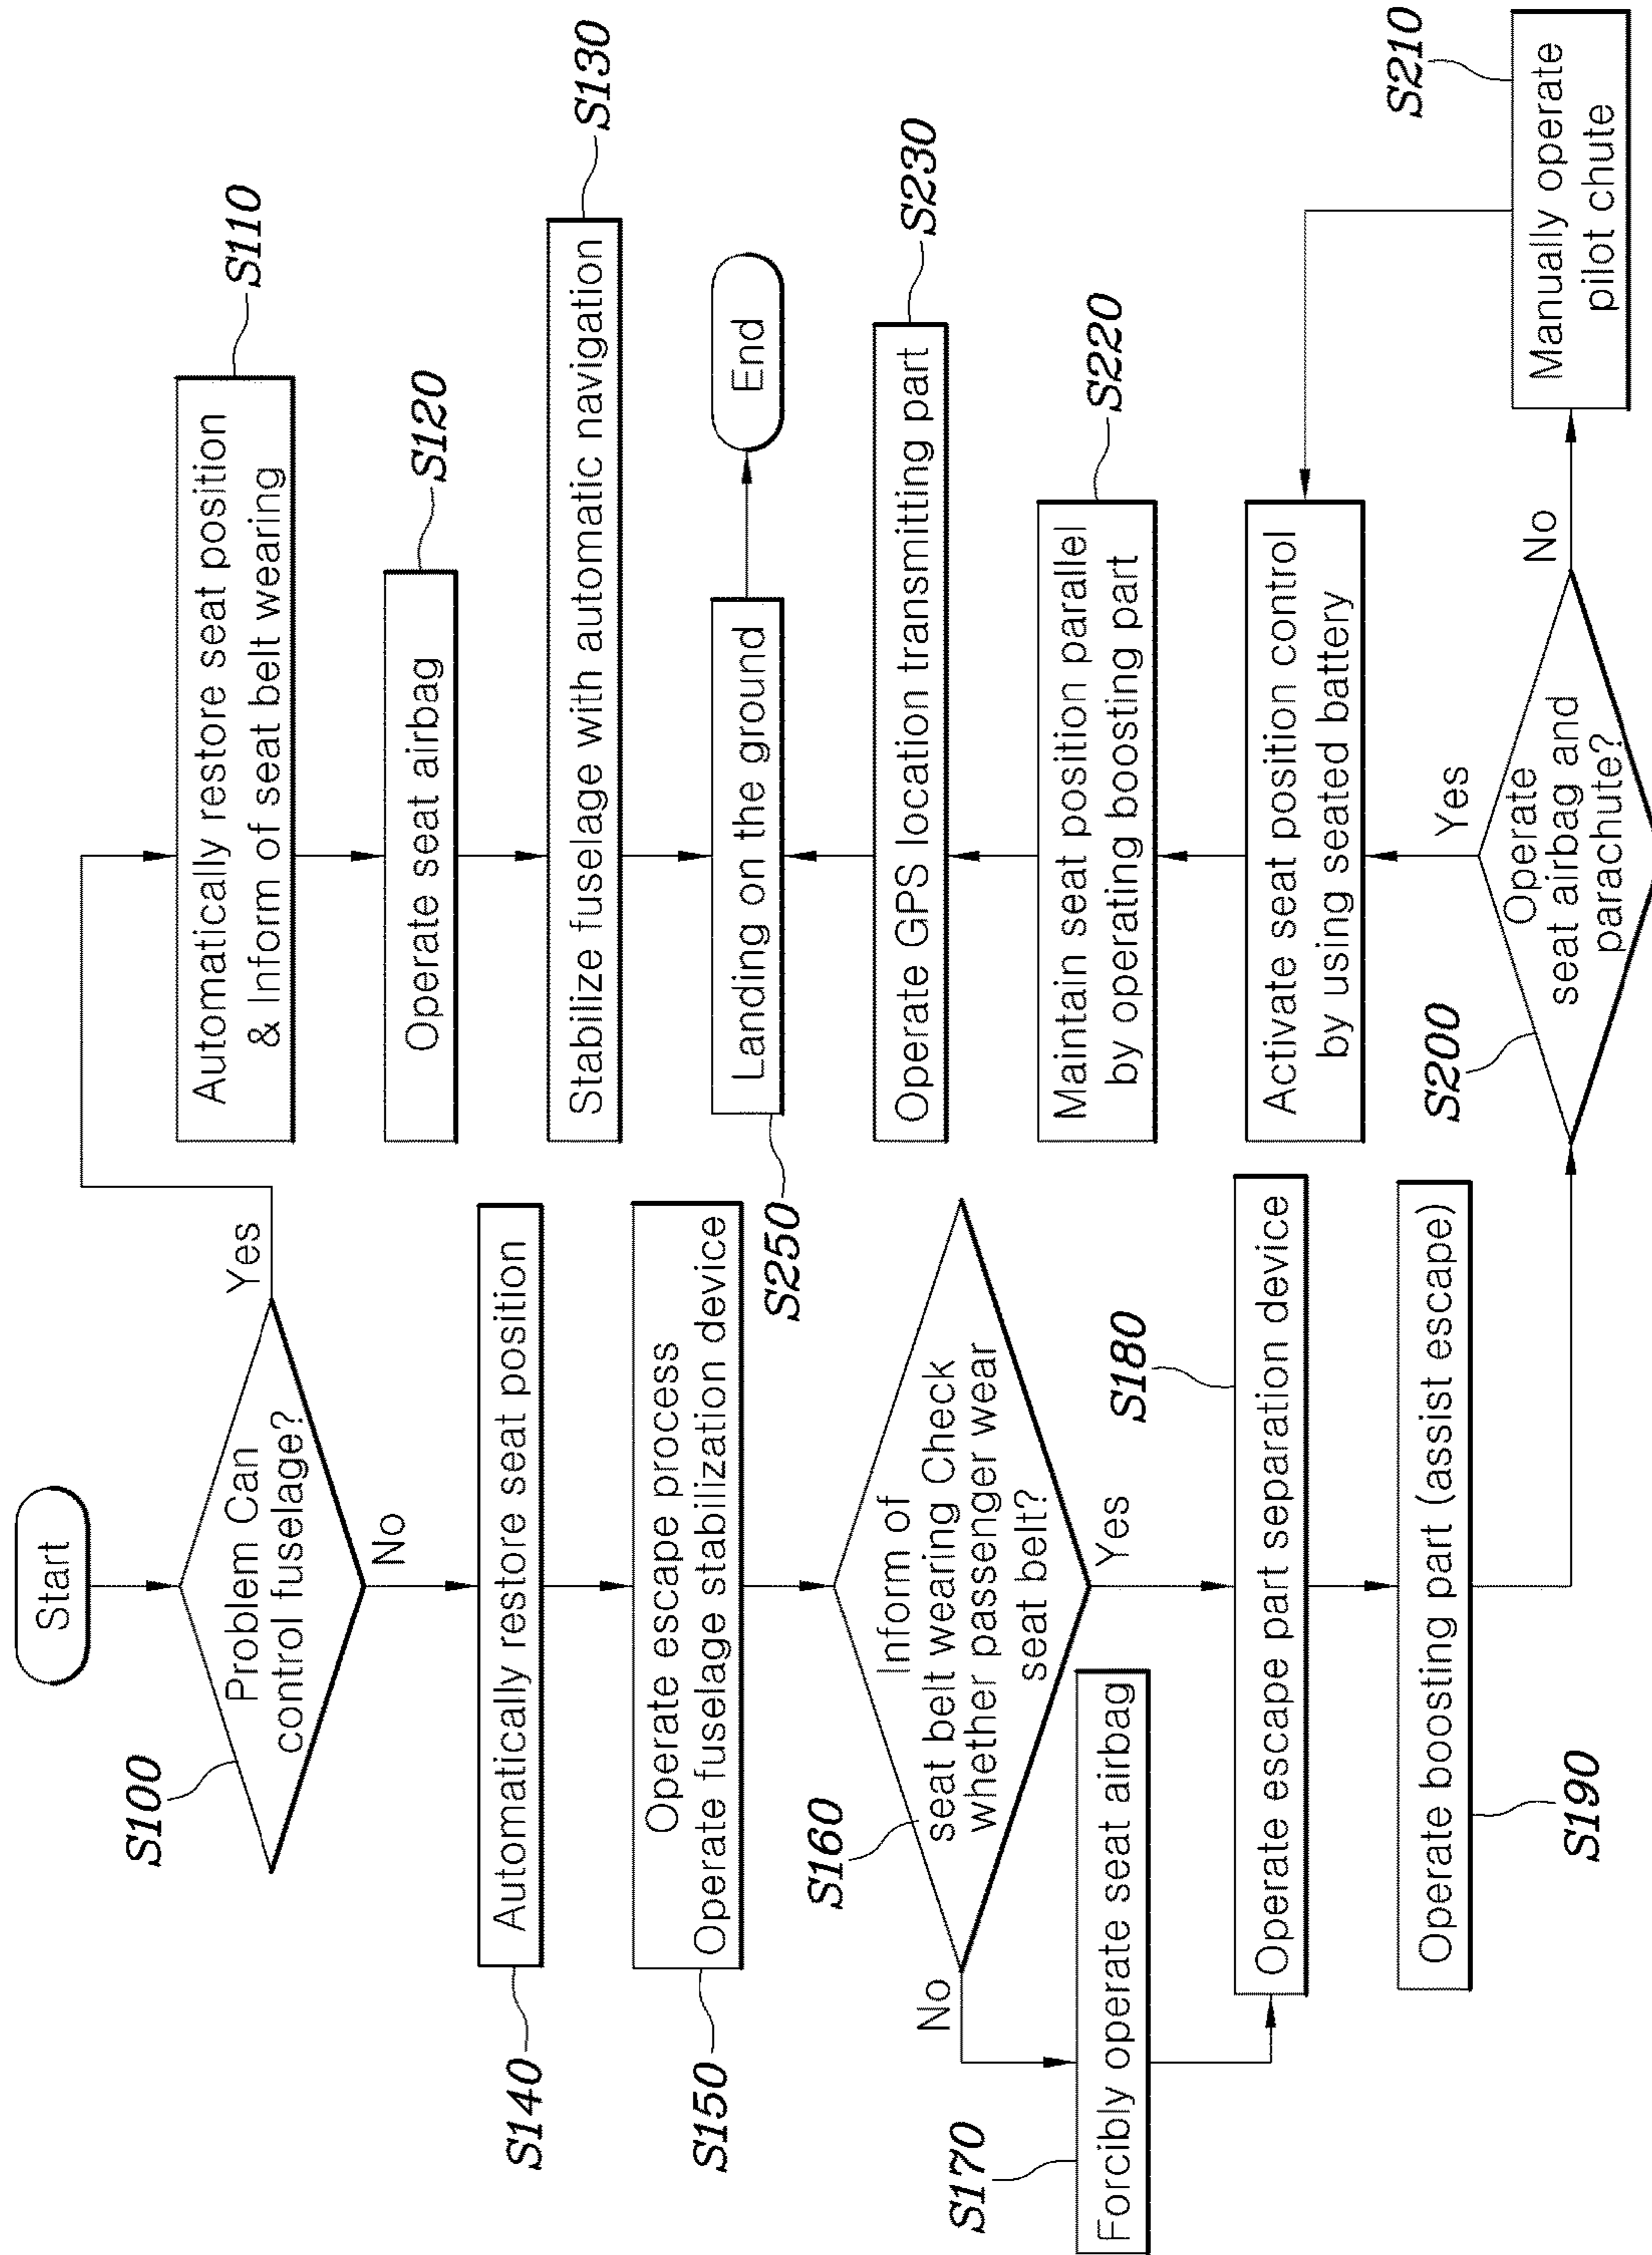 Start
S100
Problem Can
control fuselage?
Yes
No
S140
Automatically restore seat position
S150
Operate escape process
Operate fuselage stabilization device
S160
Inform of
seat belt wearing Check
whether passenger wear
seat belt?
No
Yes
S170
Forcibly operate seat airbag
S180
Operate escape part separation device
S190
Operate boosting part (assist escape)
S110
Automatically restore seat position
& Inform of seat belt wearing
S120
Operate seat airbag
S130
Stabilize fuselage with automatic navigation
S250
Landing on the ground
End
S230
Operate GPS location transmitting part
S220
Maintain seat position parallel
by operating boosting part
Activate seat position control
by using seated battery
S200
Operate
seat airbag and
parachute?
Yes
No
S210
Manually operate
pilot chute